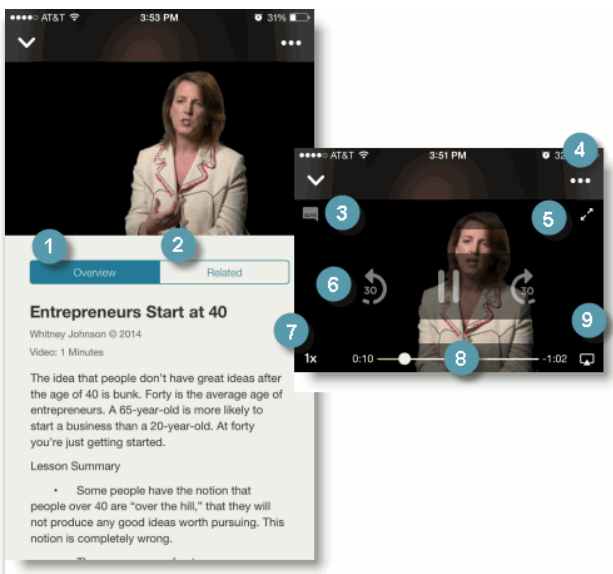 AT&T 3:53 PM 31%
1 2
Overview Related
Entrepreneurs Start at 40
Whitney Johnson © 2014
Video: 1 Minutes
The idea that people don't have great ideas after
the age of 40 is bunk. Forty is the average age of
entrepreneurs. A 65-year-old is more likely to
start a business than a 20-year-old. At forty
you're just getting started.
Lesson Summary
• Some people have the notion that
people over 40 are “over the hill,” that they will
not produce any good ideas worth pursuing. This
notion is completely wrong.
4
AT&T 3:51 PM
3 5
6 30 30
7 9
1x 0:10 8 -1:02